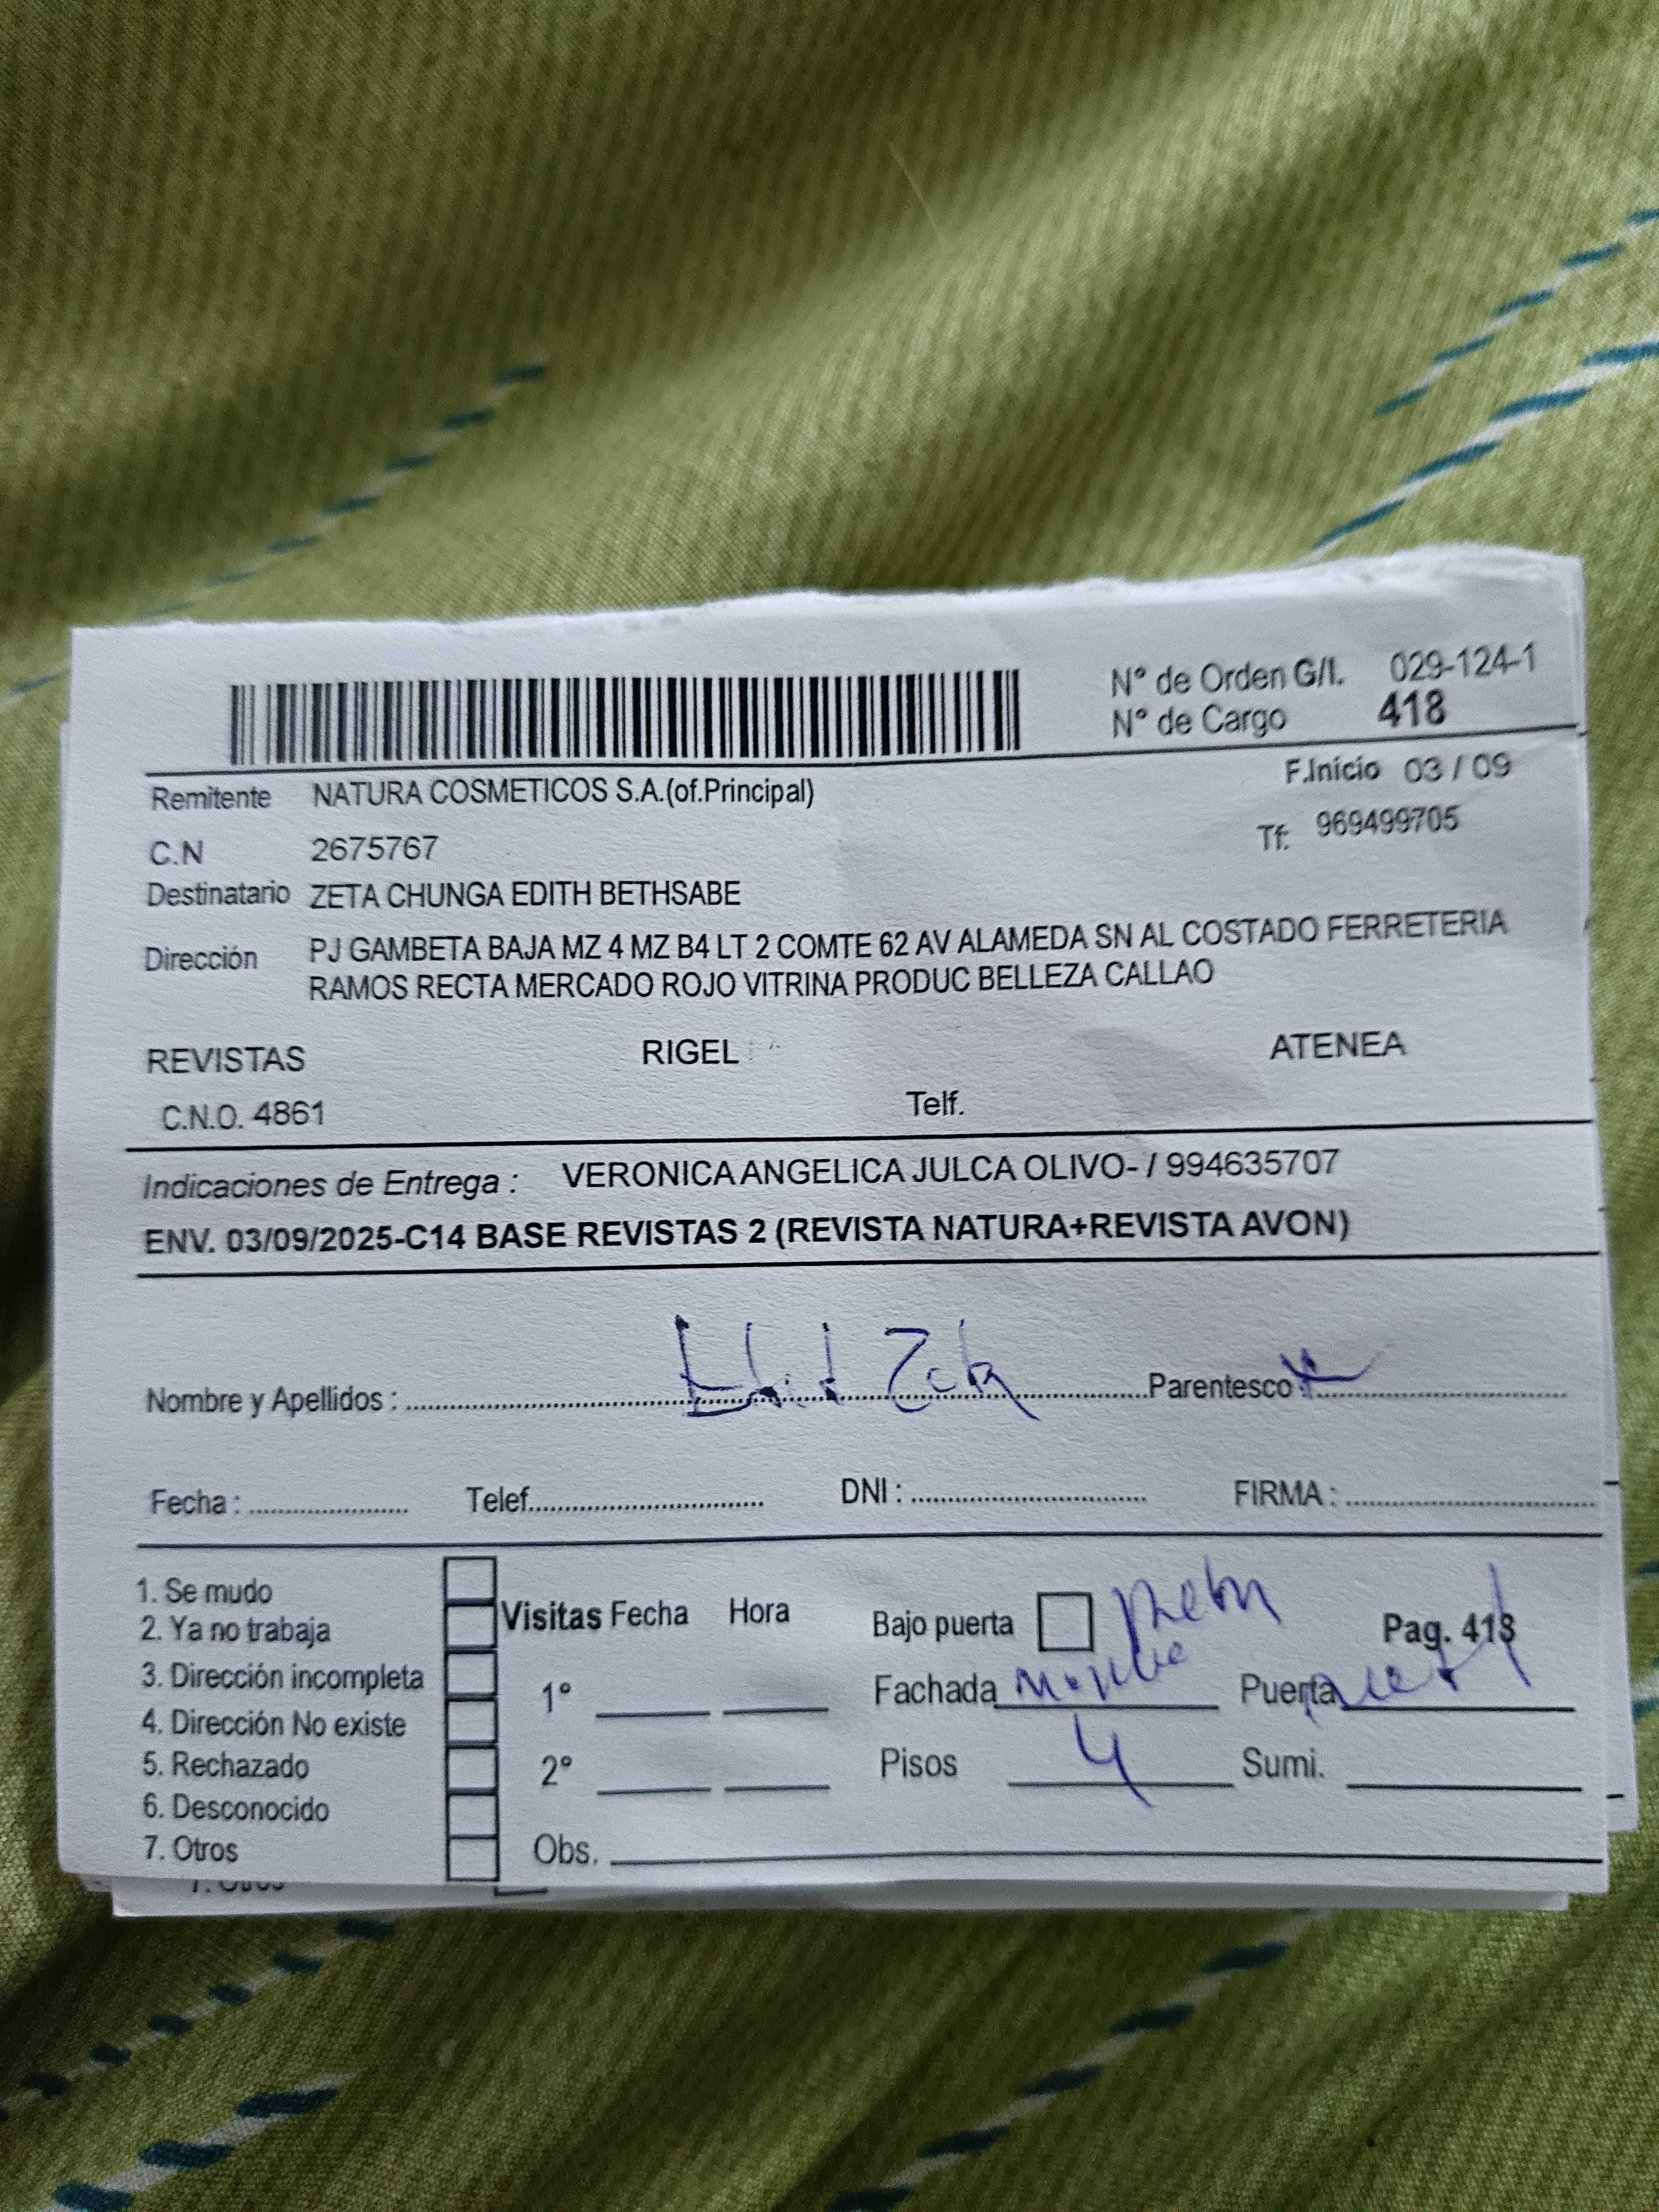 N° de Orden G/I. 029-124-1
N° de Cargo 418
F.Inicio 03 / 09
Remitente NATURA COSMETICOS S.A.(of.Principal)
Tf: 969499705
C.N 2675767
Destinatario ZETA CHUNGA EDITH BETHSABE
Dirección PJ GAMBETA BAJA MZ 4 MZ B4 LT 2 COMTE 62 AV ALAMEDA SN AL COSTADO FERRETERIA
RAMOS RECTA MERCADO ROJO VITRINA PRODUC BELLEZA CALLAO
REVISTAS RIGEL ATENEA
C.N.O. 4861 Telf.
Indicaciones de Entrega : VERONICA ANGELICA JULCA OLIVO- / 994635707
ENV. 03/09/2025-C14 BASE REVISTAS 2 (REVISTA NATURA+REVISTA AVON)
Nombre y Apellidos : Zeta Parentesco
Fecha : Telef. DNI : FIRMA :
1. Se mudo
2. Ya no trabaja
3. Dirección incompleta
4. Dirección No existe
5. Rechazado
6. Desconocido
7. Otros
Visitas Fecha Hora
1°
2°
Obs.
Bajo puerta Pag. 418
Fachada Puerta
Pisos 4 Sumi.
7. Otros